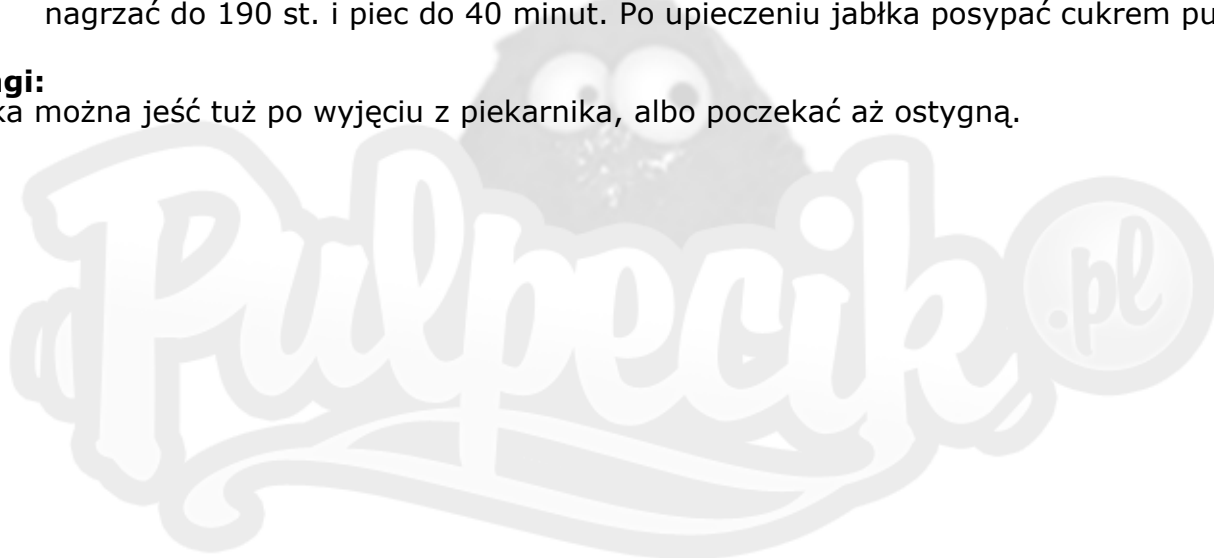 nagrzać do 190 st. i piec do 40 minut. Po upieczeniu jabłka posypać cukrem pu
gi:
ka można jeść tuż po wyjęciu z piekarnika, albo poczekać aż ostygną.
Pulpecik .pl